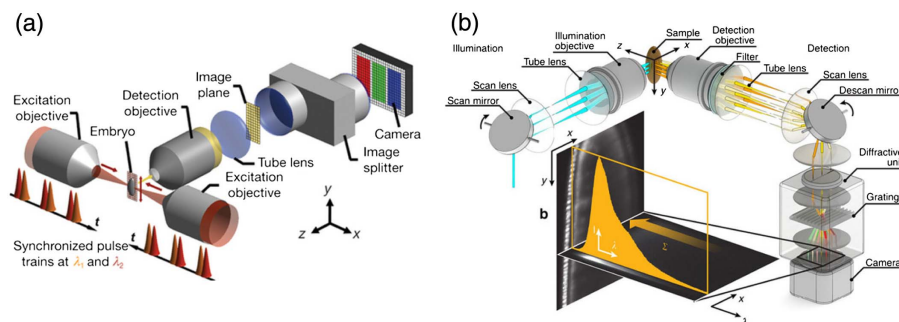 (a)
Excitation
objective
Embryo
Detection
objective
Image
plane
Camera
Image
splitter
Tube lens
Excitation
objective
t
t
Synchronized pulse
trains at λ1 and λ2
y
z
x
(b)
Illumination
Illumination
objective
Tube lens
Scan lens
Scan mirror
Sample
z
x
y
Detection
objective
Filter
Tube lens
Detection
Scan lens
Descan mirro
Diffractive
uni
Grating
Camera
x
y
b
I
λ
Σ
x
λ